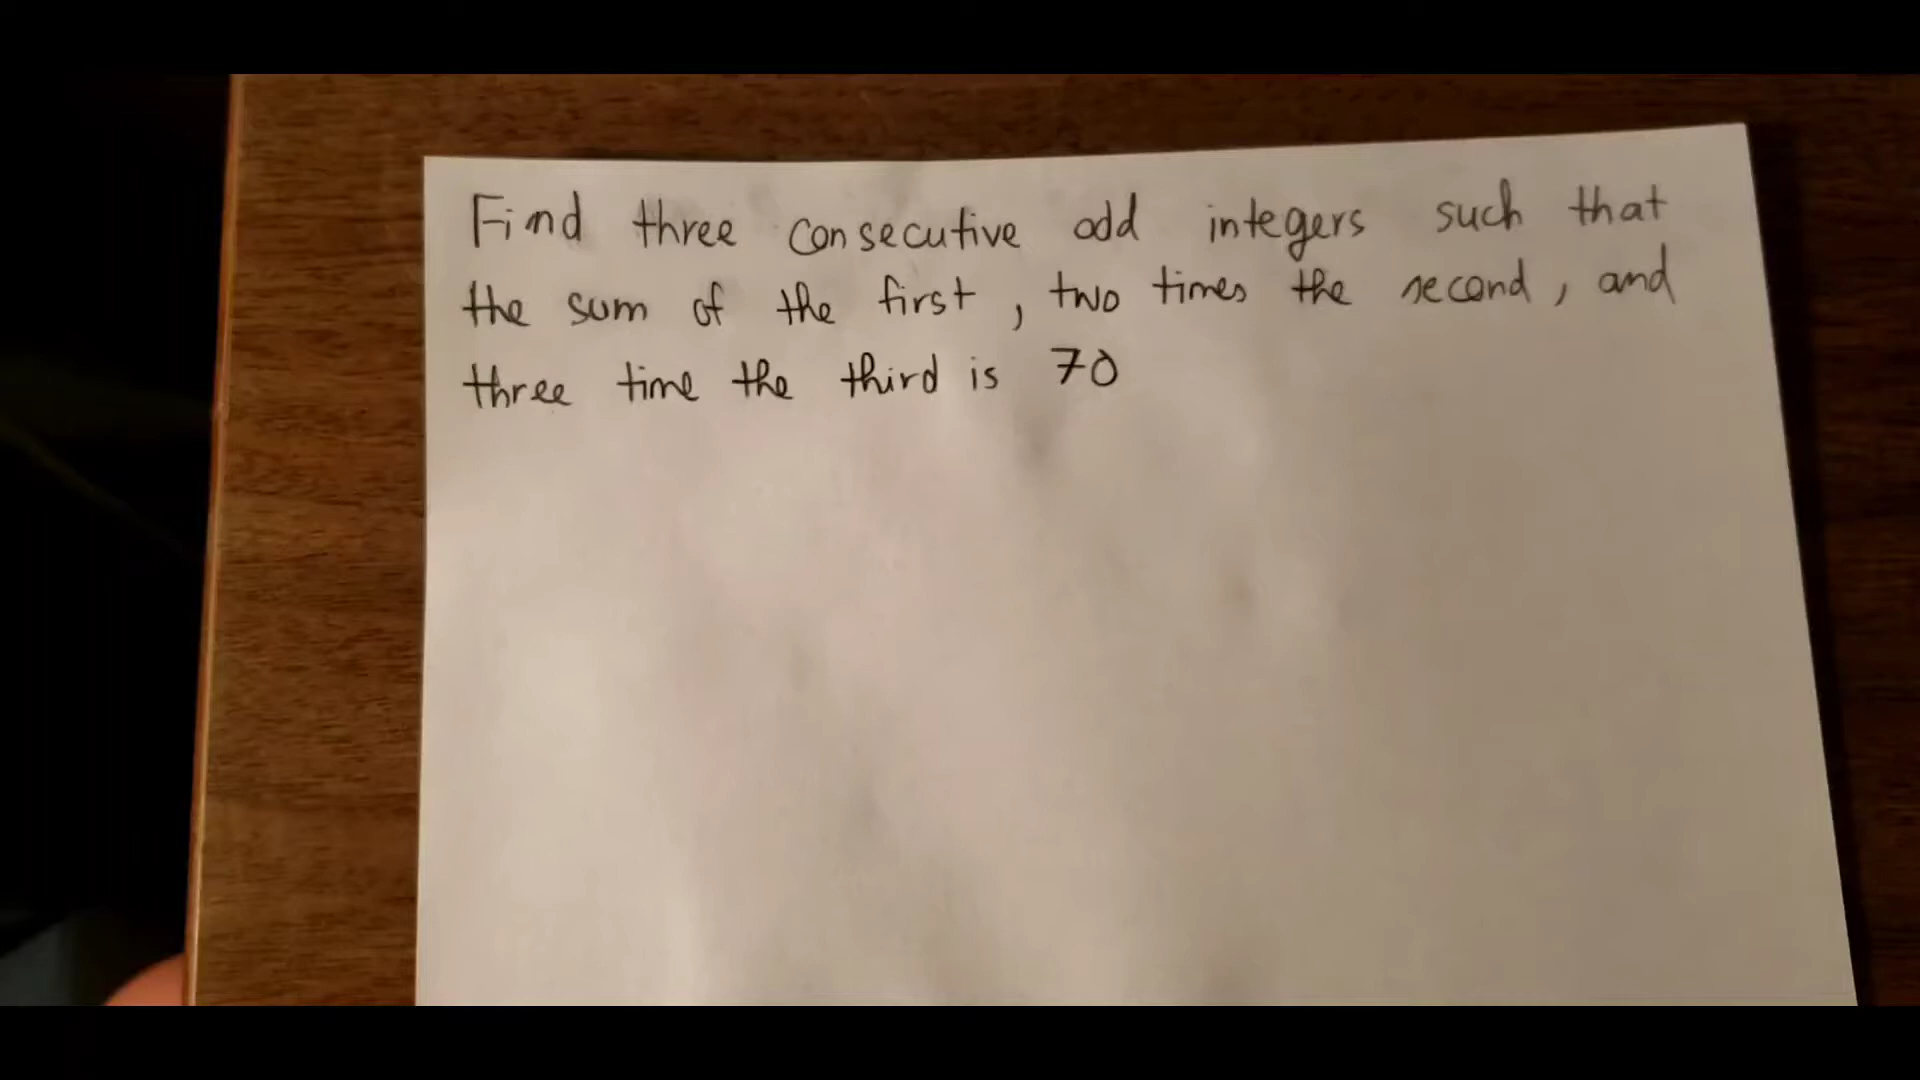 Find three consecutive odd integers such that
the sum of the first, two times the second, and
three time the third is 70